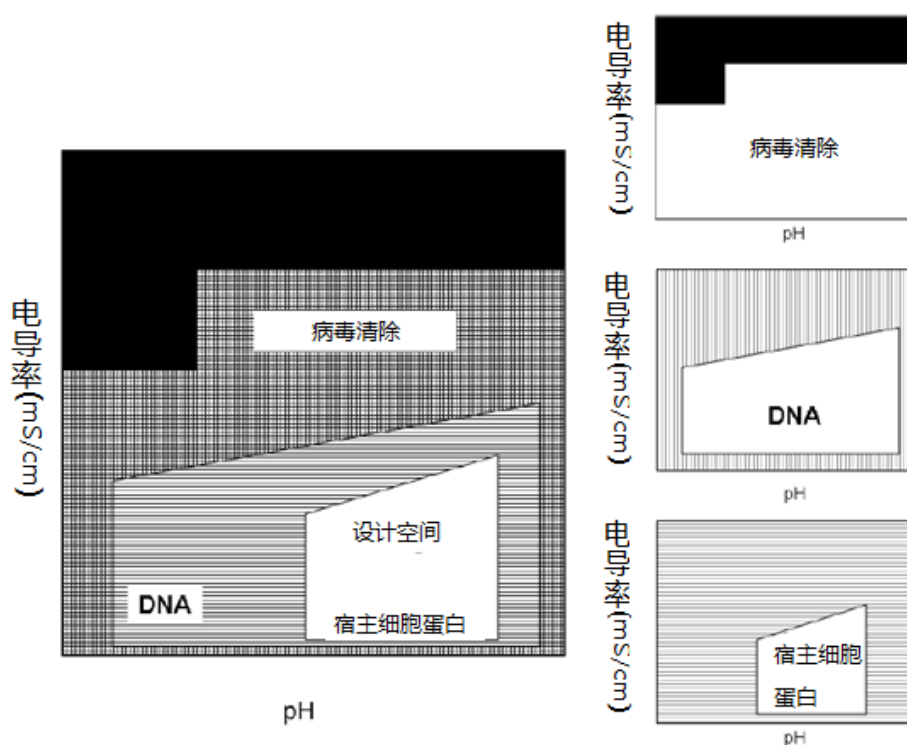 电导率(mS/cm)
病毒清除
设计空间
DNA
宿主细胞蛋白
pH
电导率(mS/cm)
病毒清除
pH
电导率(mS/cm)
DNA
pH
电导率(mS/cm)
宿主细胞
蛋白
pH